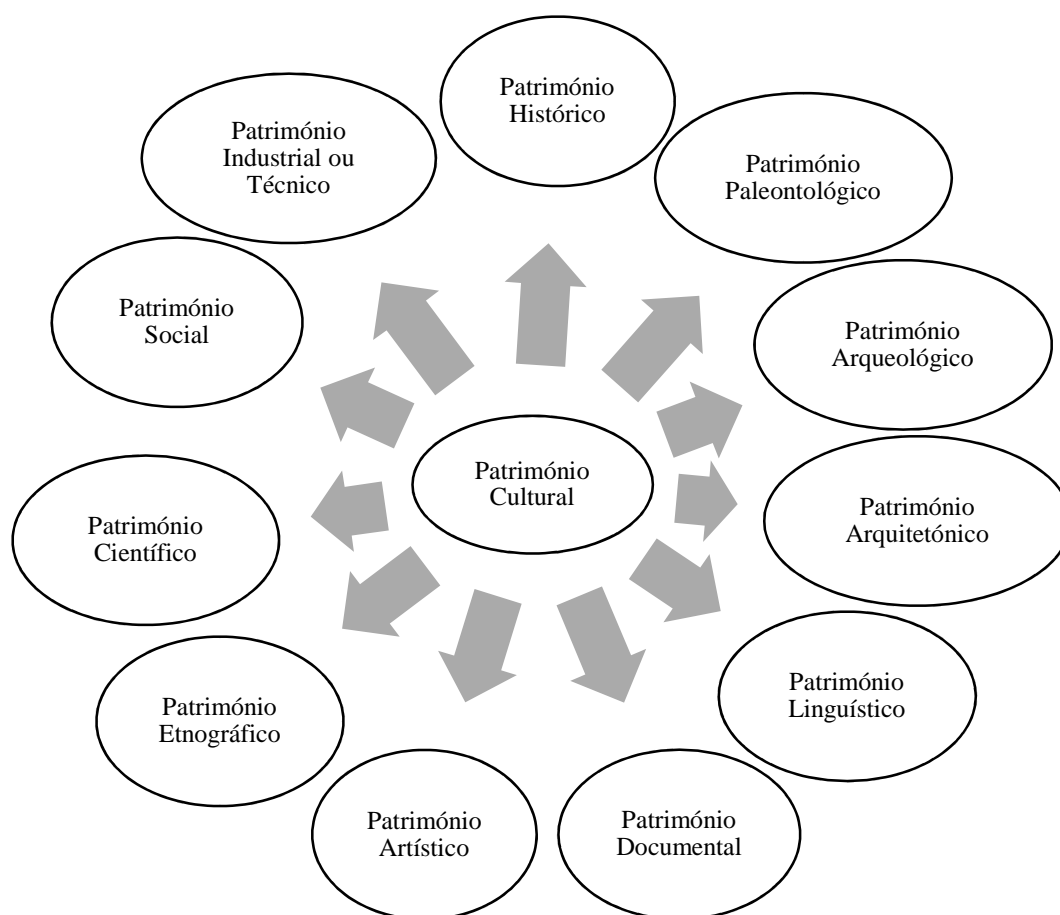 Património
Histórico
Património
Industrial ou
Técnico
Património
Paleontológico
Património
Social
Património
Arqueológico
Património
Cultural
Património
Científico
Património
Arquitetónico
Património
Etnográfico
Património
Linguístico
Património
Artístico
Património
Documental